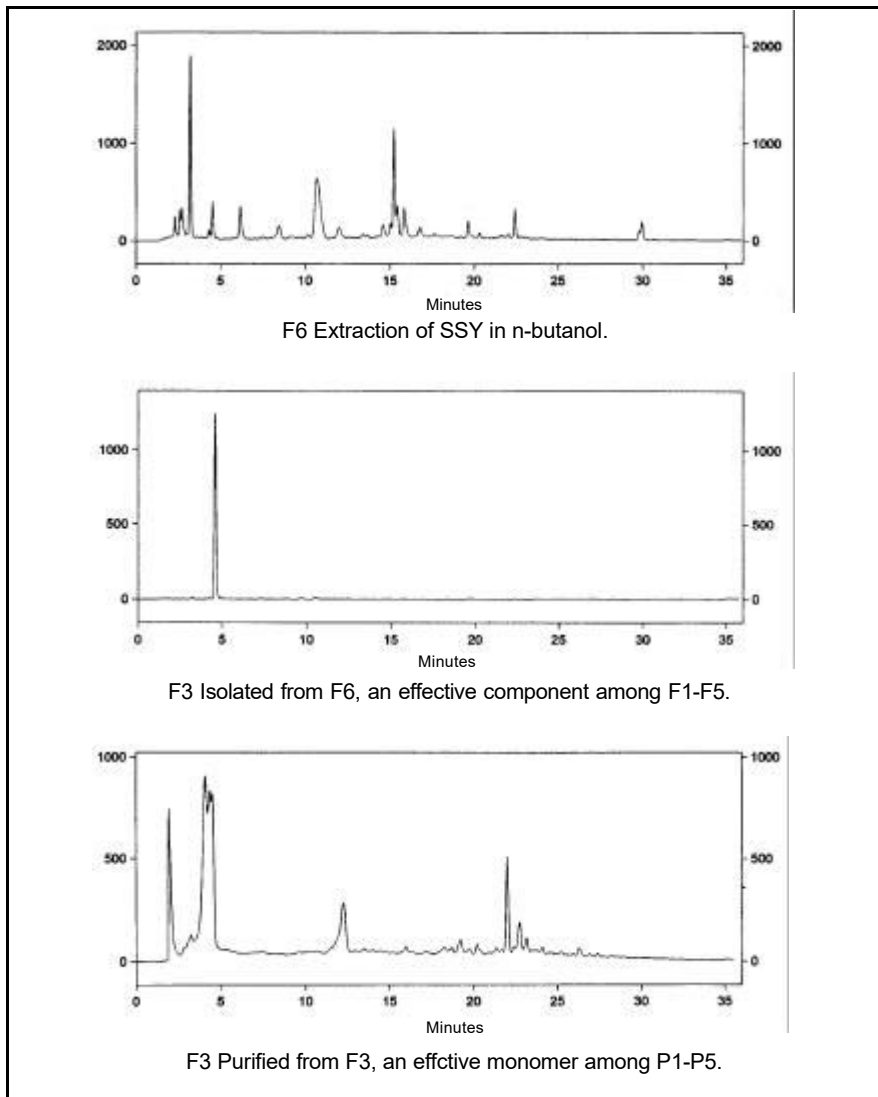 2000 2000
1000 1000
0 0
0 5 10 15 20 25 30 35
Minutes
F6 Extraction of SSY in n-butanol.
1000 1000
500 500
0 0
0 5 10 15 20 25 30 35
Minutes
F3 Isolated from F6, an effective component among F1-F5.
1000 1000
500 500
0 0
0 5 10 15 20 25 30 35
Minutes
F3 Purified from F3, an effctive monomer among P1-P5.